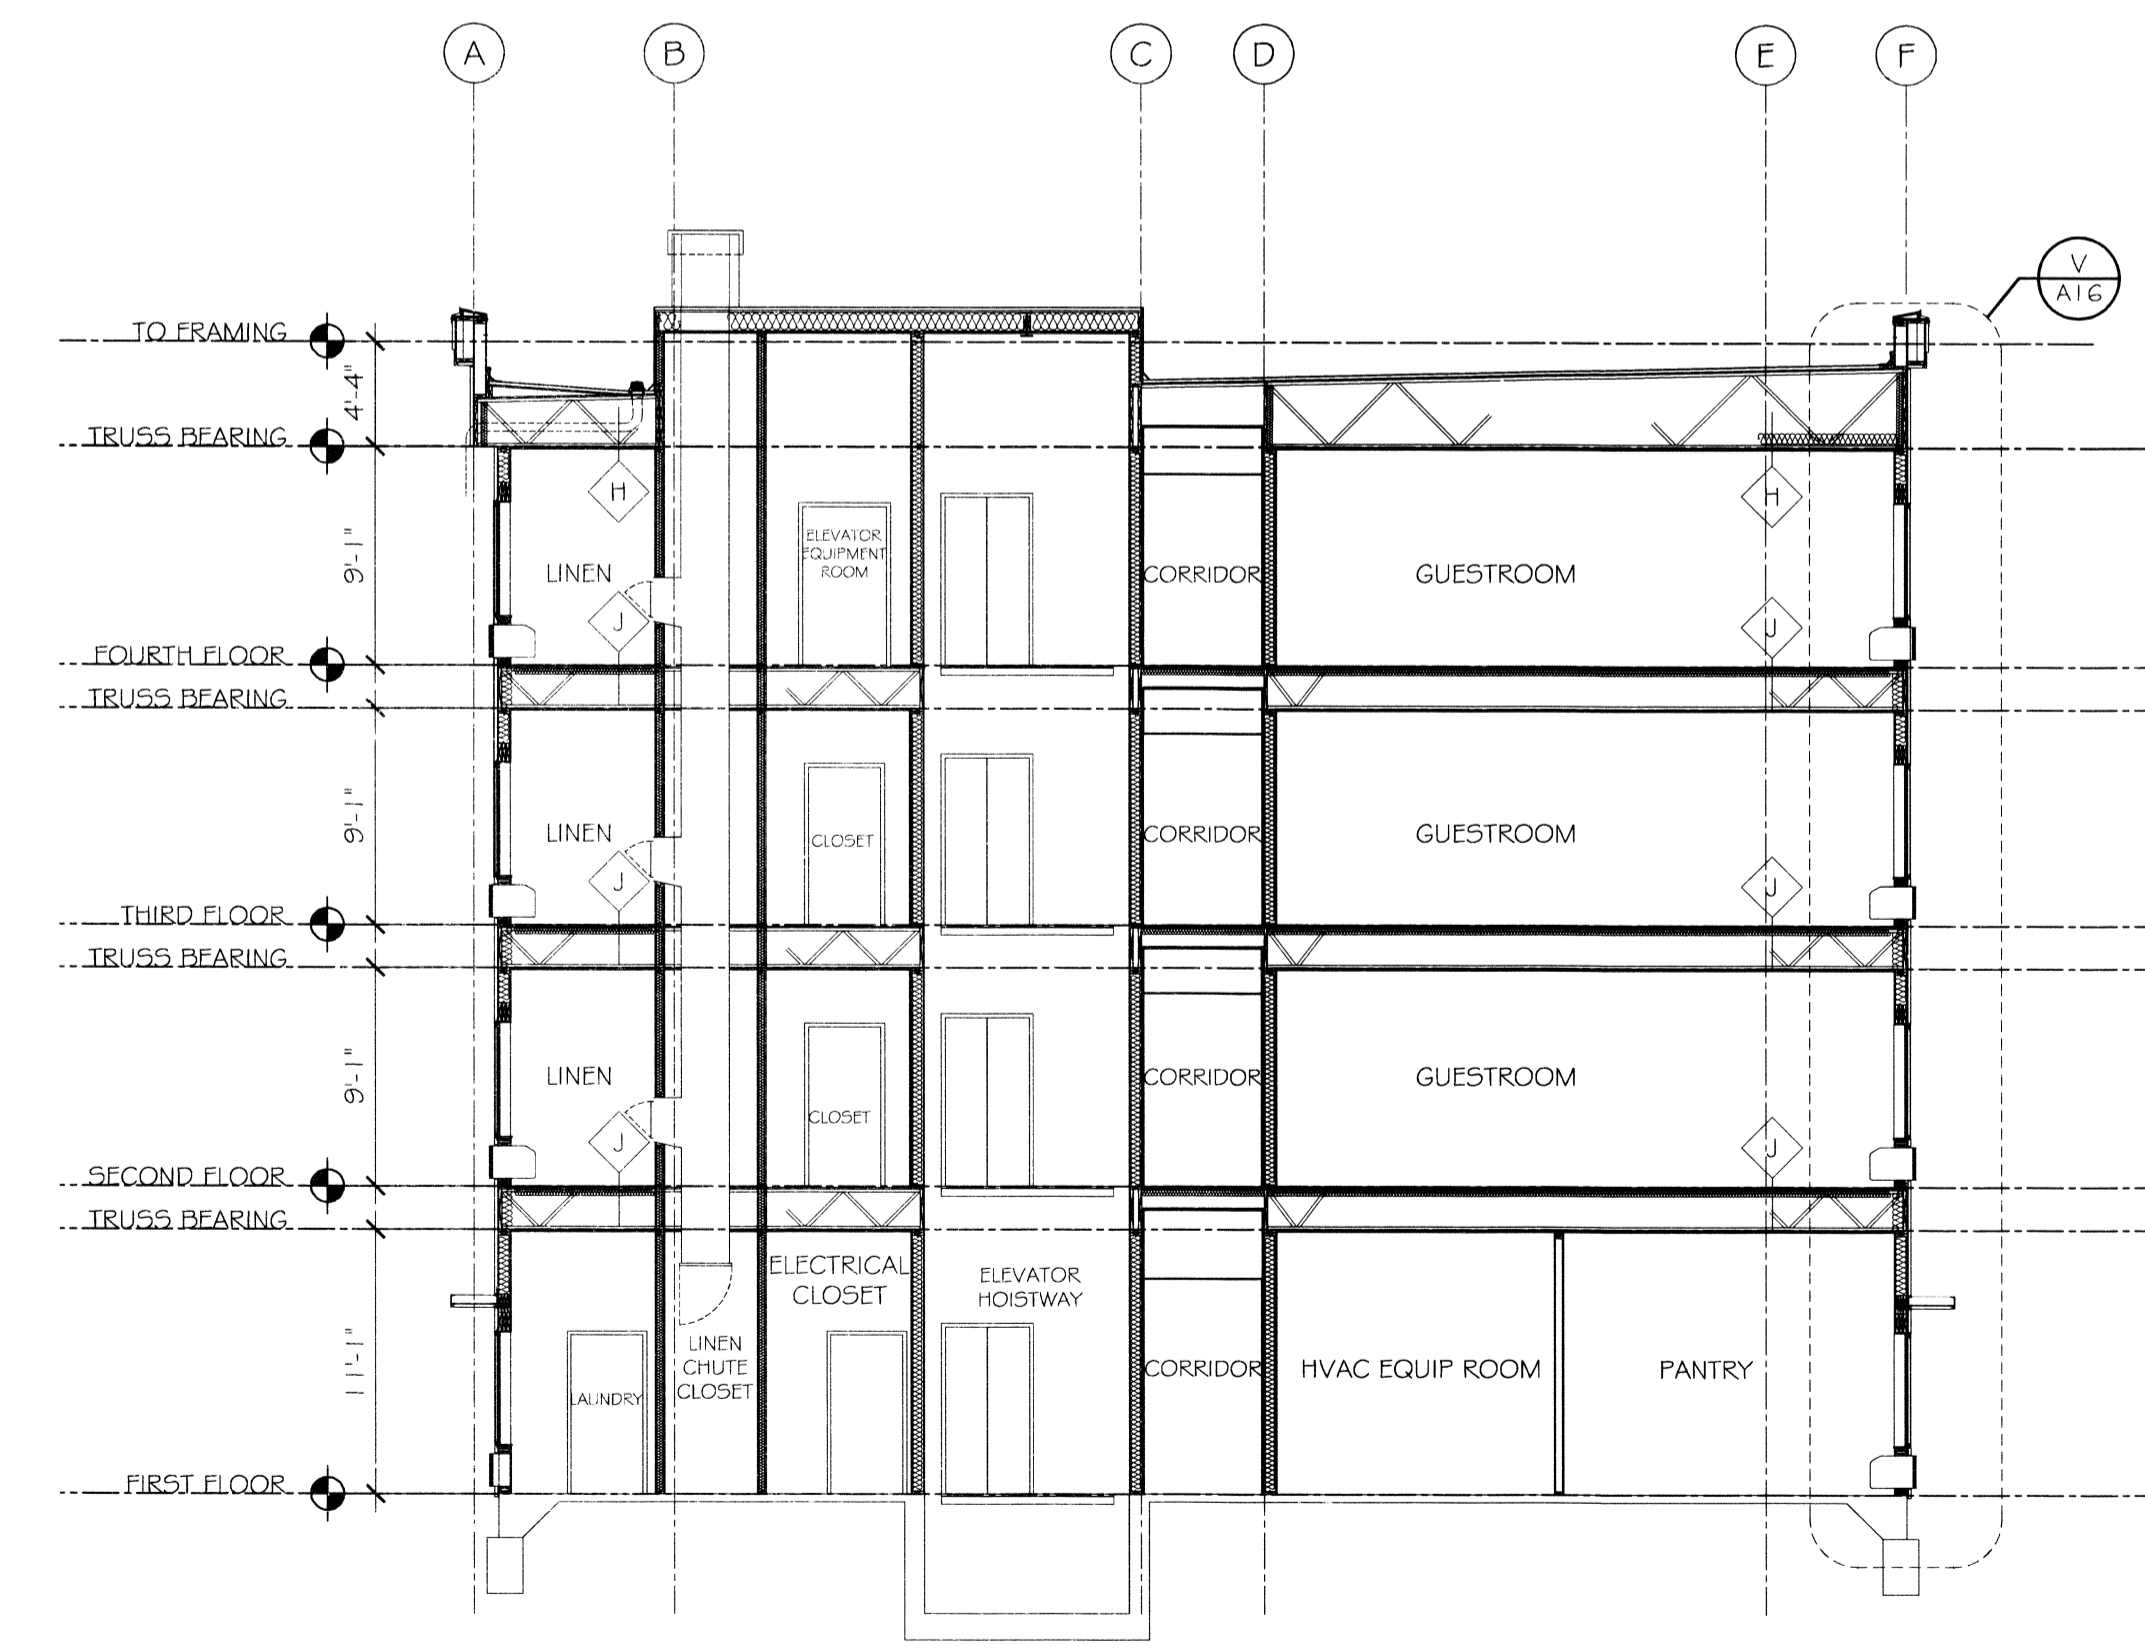 A B C D E F
V
A16
TO FRAMING
4'-4"
TRUSS BEARING
H H
ELEVATOR
EQUIPMENT
ROOM
9'-1"
LINEN CORRIDOR GUESTROOM
J J
FOURTH FLOOR
TRUSS BEARING
9'-1"
LINEN CLOSET CORRIDOR GUESTROOM
J J
THIRD FLOOR
TRUSS BEARING
9'-1"
LINEN CLOSET CORRIDOR GUESTROOM
J J
SECOND FLOOR
TRUSS BEARING
ELECTRICAL
CLOSET
ELEVATOR
HOISTWAY
11'-1"
LINEN
CHUTE
CLOSET
LAUNDRY
CORRIDOR HVAC EQUIP ROOM PANTRY
FIRST FLOOR